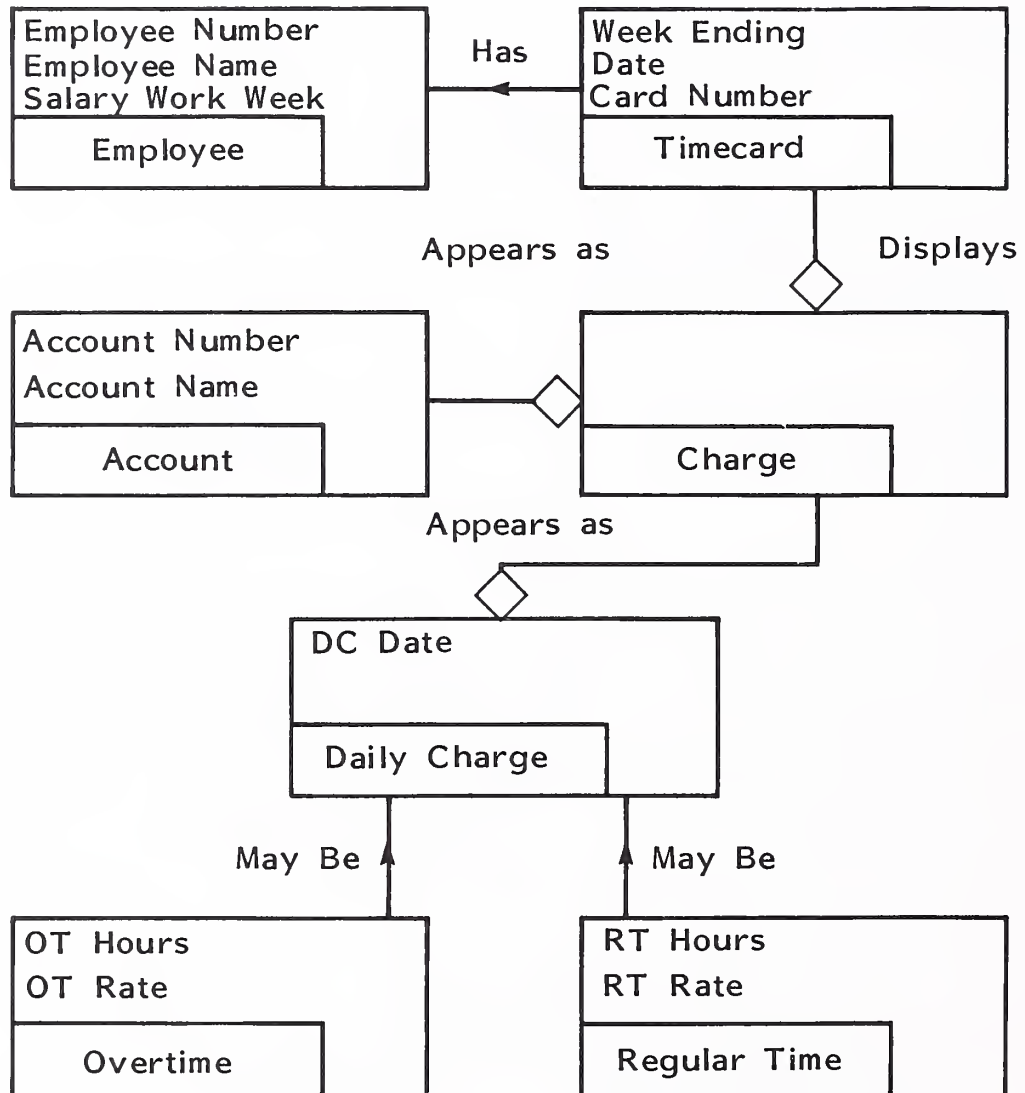 Employee Number
Employee Name
Salary Work Week
Employee
Has
Week Ending
Date
Card Number
Timecard
Appears as
Displays
Account Number
Account Name
Account
Charge
Appears as
DC Date
Daily Charge
May Be
May Be
OT Hours
OT Rate
Overtime
RT Hours
RT Rate
Regular Time